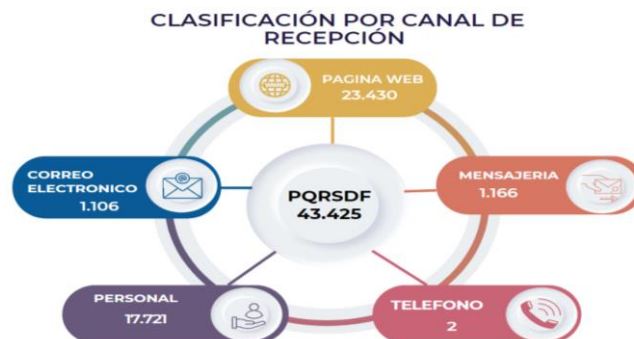 CLASIFICACIÓN POR CANAL DE
RECEPCIÓN
PAGINA WEB
23.430
CORREO
ELECTRONICO
1.106
MENSAJERIA
1.166
PQRSDF
43.425
PERSONAL
17.721
TELEFONO
2